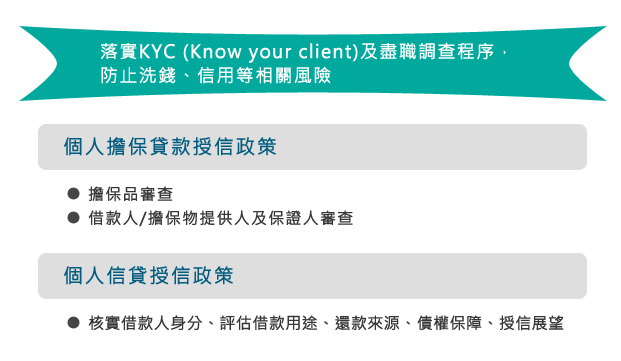 落實KYC (Know your client)及盡職調查程序，
防止洗錢、信用等相關風險
個人擔保貸款授信政策
● 擔保品審查
● 借款人/擔保物提供人及保證人審查
個人信貸授信政策
● 核實借款人身分、評估借款用途、還款來源、債權保障、授信展望